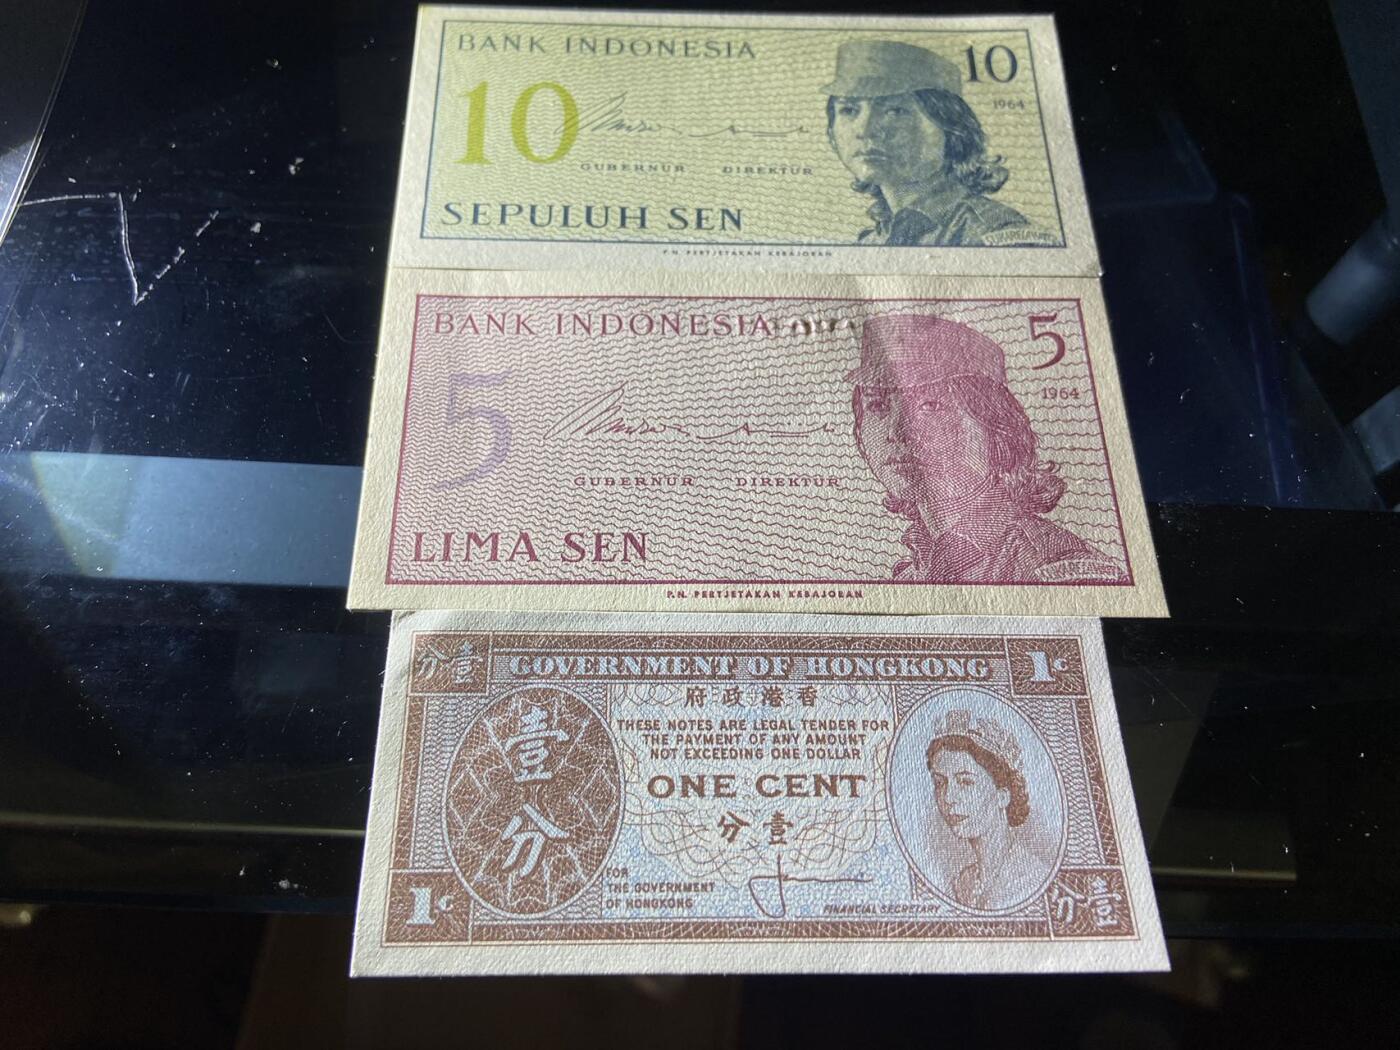 BANK INDONESIA
10
10
1964
GUBERNUR DIREKTUR
SEPULUH SEN
SUKARELAWATI
P.N. PERTJETAKAN KEBAJORAN
BANK INDONESIA
5
5
1964
GUBERNUR DIREKTUR
LIMA SEN
SUKARELAWATI
P.N. PERTJETAKAN KEBAJORAN
分壹 GOVERNMENT OF HONGKONG 1¢
府政港香
壹分
THESE NOTES ARE LEGAL TENDER FOR
THE PAYMENT OF ANY AMOUNT
NOT EXCEEDING ONE DOLLAR
ONE CENT
分壹
FOR
THE GOVERNMENT
OF HONGKONG
FINANCIAL SECRETARY
1¢
分壹